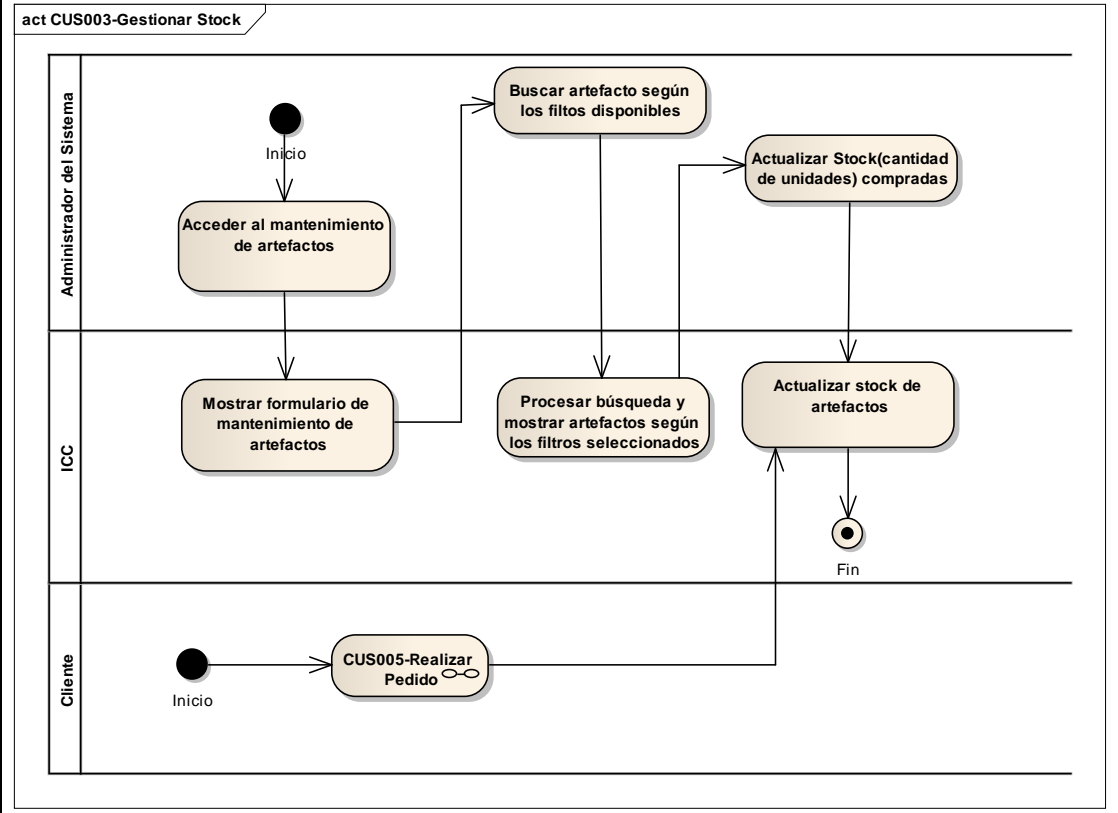 act CUS003-Gestionar Stock
Administrador del Sistema
Inicio
Acceder al mantenimiento
de artefactos
Buscar artefacto según
los filtos disponibles
Actualizar Stock(cantidad
de unidades) compradas
ICC
Mostrar formulario de
mantenimiento de
artefactos
Procesar búsqueda y
mostrar artefactos según
los filtros seleccionados
Actualizar stock de
artefactos
Fin
Cliente
Inicio
CUS005-Realizar
Pedido